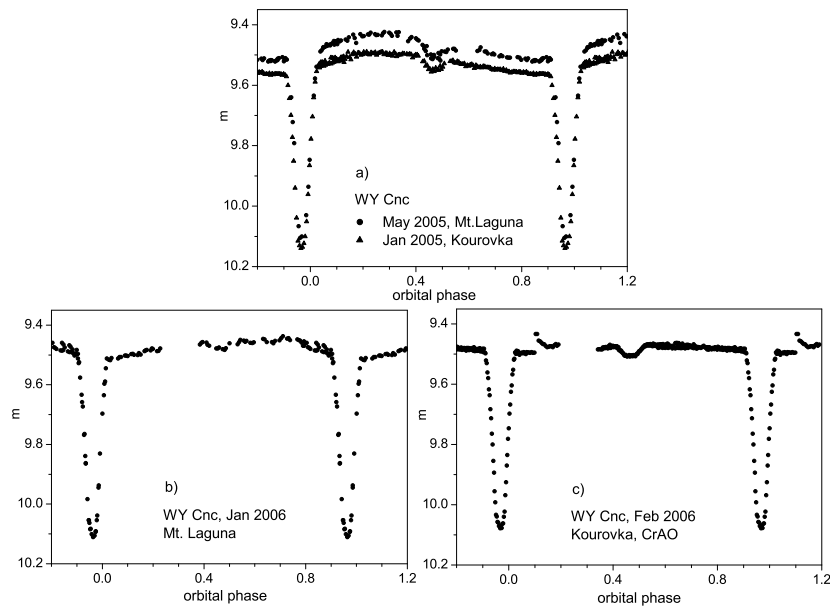 9.4
9.6
9.8
10.0
10.2
m
a)
WY Cnc
May 2005, Mt.Laguna
Jan 2005, Kourovka
0.0 0.4 0.8 1.2
orbital phase
9.4
9.6
9.8
10.0
10.2
m
b)
WY Cnc, Jan 2006
Mt. Laguna
0.0 0.4 0.8 1.2
orbital phase
9.4
9.6
9.8
10.0
10.2
m
c)
WY Cnc, Feb 2006
Kourovka, CrAO
0.0 0.4 0.8 1.2
orbital phase